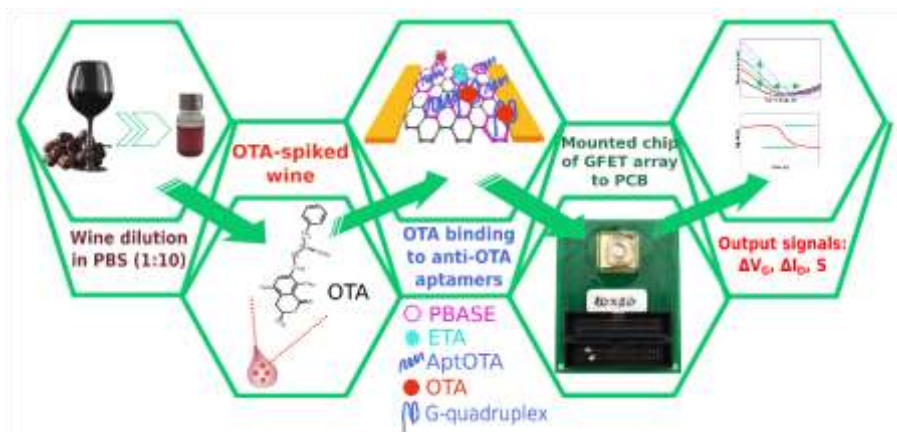 OTA-spiked
wine
Wine dilution
in PBS (1:10)
OTA
OTA binding
to anti-OTA
aptamers
PBASE
ETA
AptOTA
OTA
G-quadruplex
Mounted chip
of GFET array
to PCB
Output signals:
ΔV_G, ΔI_D, S